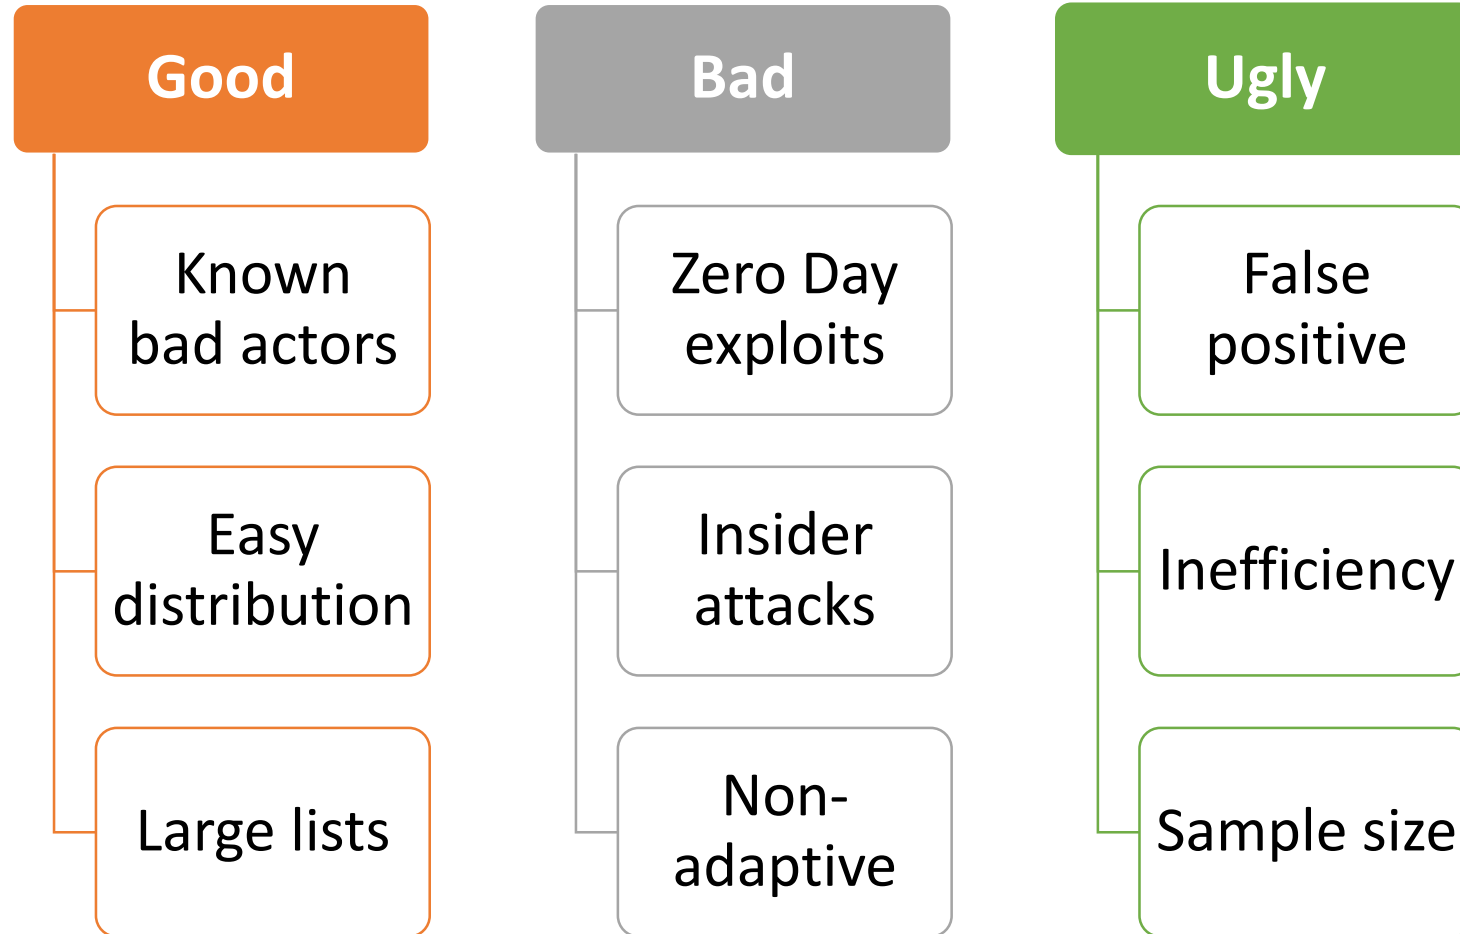 Good
Known
bad actors
Easy
distribution
Large lists
Bad
Zero Day
exploits
Insider
attacks
Non-
adaptive
Ugly
False
positive
Inefficiency
Sample size